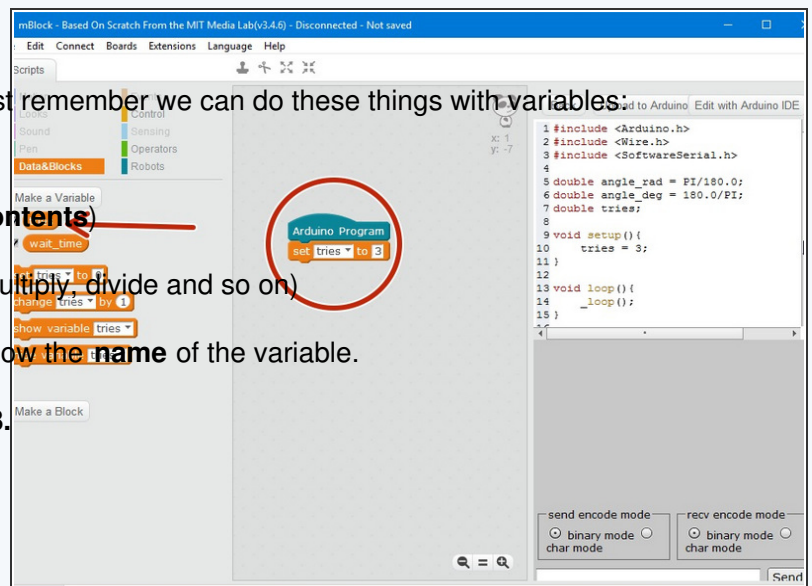 mBlock - Based On Scratch From the MIT Media Lab(v3.4.6) - Disconnected - Not saved
Edit Connect Boards Extensions Language Help
Scripts
st remember we can do these things with variables:
Looks
Control
Sound
Sensing
Pen
Operators
Data&Blocks
Robots
x: 1
y: -7
to Arduino
Edit with Arduino IDE
Make a Variable
ontents)
wait_time
tries to
ultiply, divide and so on)
change tries by 1
show variable tries
ow the name of the variable.
Make a Block
3.
Arduino Program
set tries to 3
1 #include <Arduino.h>
2 #include <Wire.h>
3 #include <SoftwareSerial.h>
4
5 double angle_rad = PI/180.0;
6 double angle_deg = 180.0/PI;
7 double tries;
8
9 void setup(){
10 tries = 3;
11 }
12
13 void loop(){
14 _loop();
15 }
send encode mode
binary mode
char mode
recv encode mode
binary mode
char mode
Send